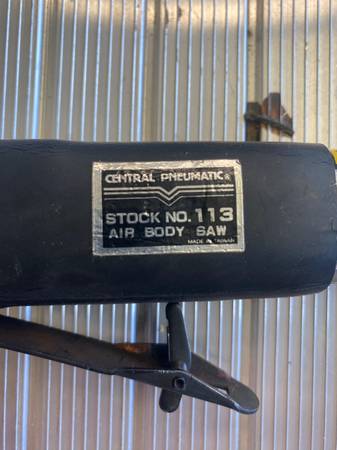 CENTRAL PNEUMATIC®
STOCK NO. 113
AIR BODY SAW
MADE IN TAIWAN